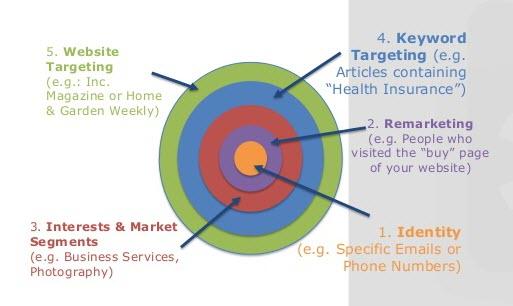 5. Website
Targeting
(e.g.: Inc.
Magazine or Home
& Garden Weekly)
4. Keyword
Targeting (e.g.
Articles containing
“Health Insurance”)
2. Remarketing
(e.g. People who
visited the “buy” page
of your website)
3. Interests & Market
Segments
(e.g. Business Services,
Photography)
1. Identity
(e.g. Specific Emails or
Phone Numbers)